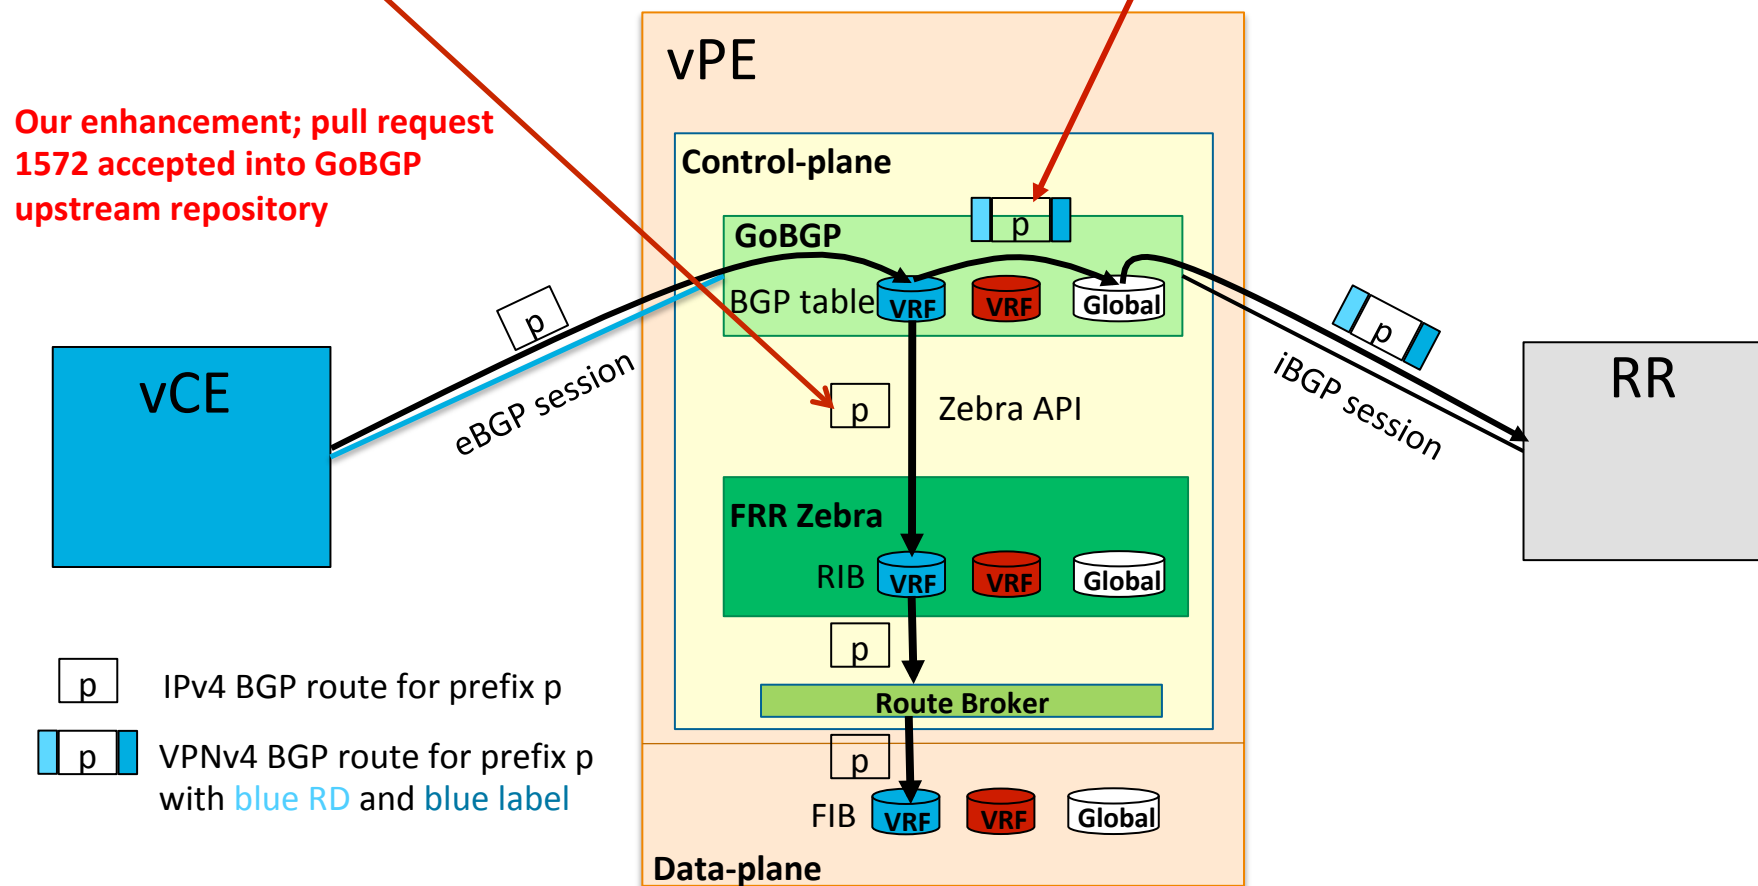 vPE
Our enhancement; pull request
1572 accepted into GoBGP
upstream repository
Control-plane
p
GoBGP
BGP table
VRF
VRF
Global
p
eBGP session
p
iBGP session
vCE
RR
p
Zebra API
FRR Zebra
RIB
VRF
VRF
Global
p
Route Broker
p
FIB
VRF
VRF
Global
Data-plane
p
IPv4 BGP route for prefix p
p
VPNv4 BGP route for prefix p
with blue RD and blue label